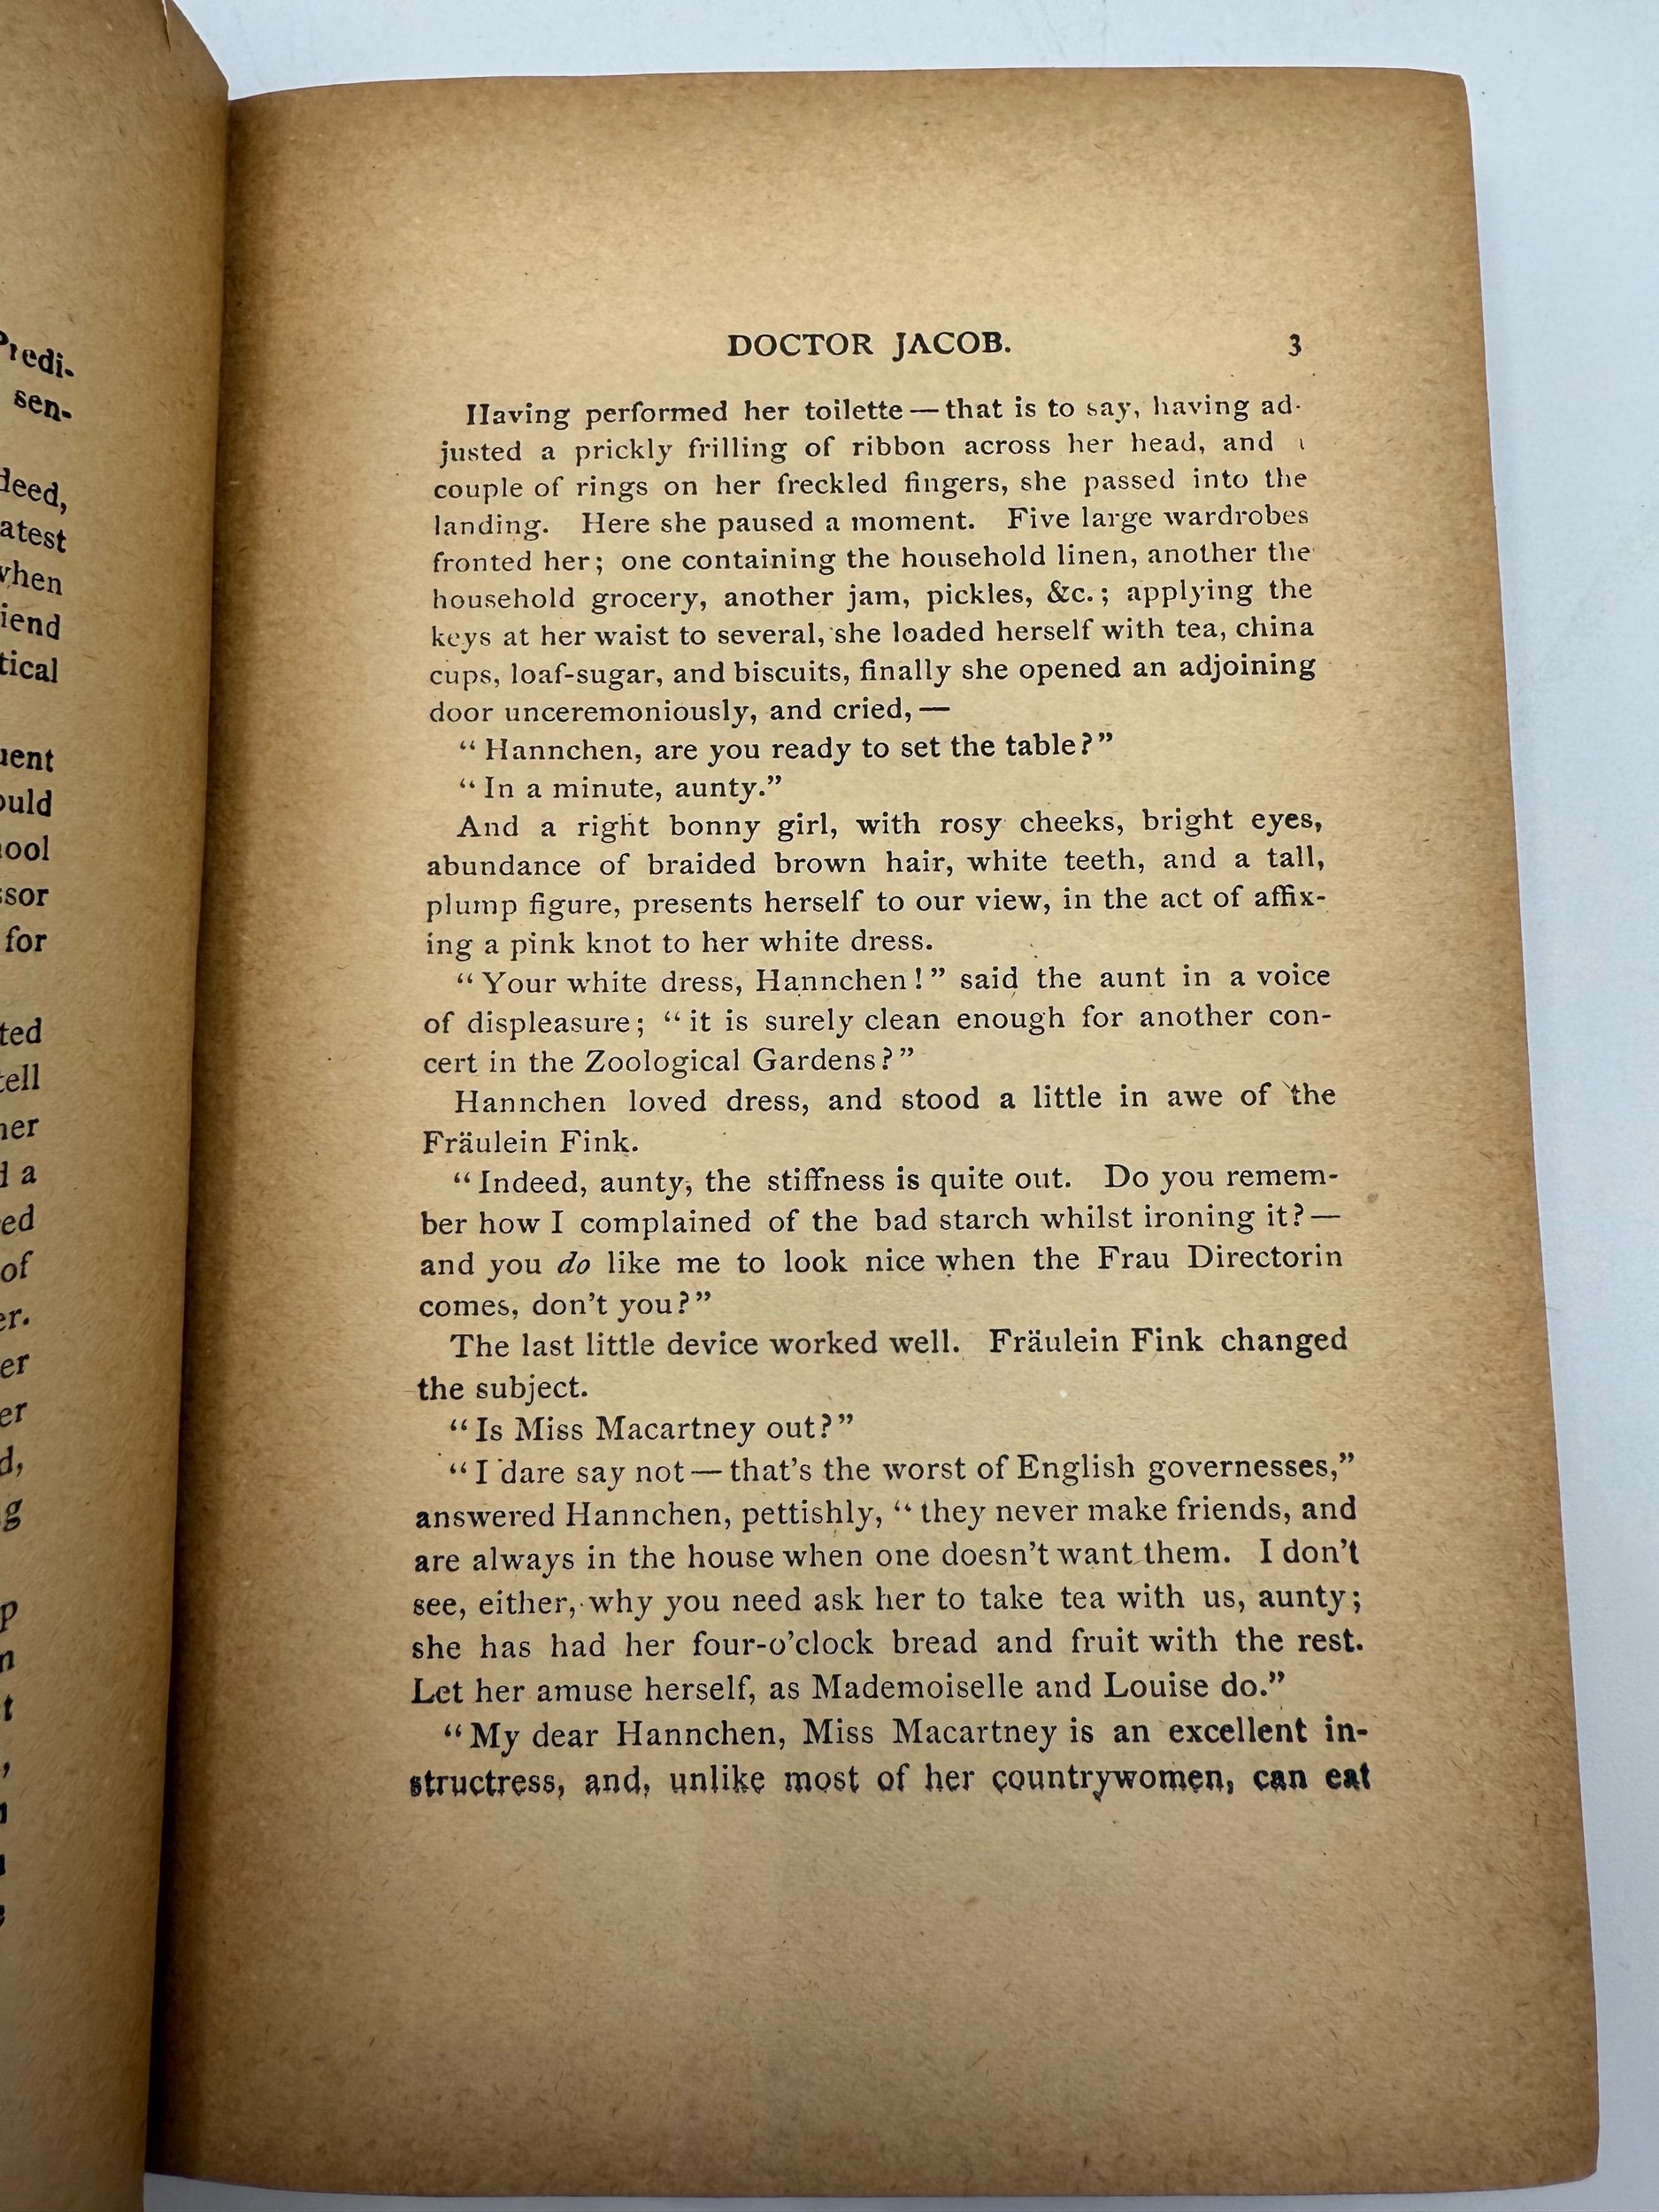 Predi-
sen-
deed,
atest
when
iend
tical
uent
ould
ool
ssor
for
ted
tell
her
d a
ed
of
er.
er
er
d,
g
p
n
t
,
DOCTOR JACOB. 3
Having performed her toilette — that is to say, having ad-
justed a prickly frilling of ribbon across her head, and
couple of rings on her freckled fingers, she passed into the
landing. Here she paused a moment. Five large wardrobes
fronted her; one containing the household linen, another the
household grocery, another jam, pickles, &c.; applying the
keys at her waist to several, she loaded herself with tea, china
cups, loaf-sugar, and biscuits, finally she opened an adjoining
door unceremoniously, and cried, —
“Hannchen, are you ready to set the table?”
“In a minute, aunty.”
And a right bonny girl, with rosy cheeks, bright eyes,
abundance of braided brown hair, white teeth, and a tall,
plump figure, presents herself to our view, in the act of affix-
ing a pink knot to her white dress.
“Your white dress, Hannchen!” said the aunt in a voice
of displeasure; “it is surely clean enough for another con-
cert in the Zoological Gardens?”
Hannchen loved dress, and stood a little in awe of the
Fräulein Fink.
“Indeed, aunty, the stiffness is quite out. Do you remem-
ber how I complained of the bad starch whilst ironing it? —
and you do like me to look nice when the Frau Directorin
comes, don’t you?”
The last little device worked well. Fräulein Fink changed
the subject.
“Is Miss Macartney out?”
“I dare say not — that’s the worst of English governesses,”
answered Hannchen, pettishly, “they never make friends, and
are always in the house when one doesn’t want them. I don’t
see, either, why you need ask her to take tea with us, aunty;
she has had her four-o’clock bread and fruit with the rest.
Let her amuse herself, as Mademoiselle and Louise do.”
“My dear Hannchen, Miss Macartney is an excellent in-
structress, and, unlike most of her countrywomen, can eat